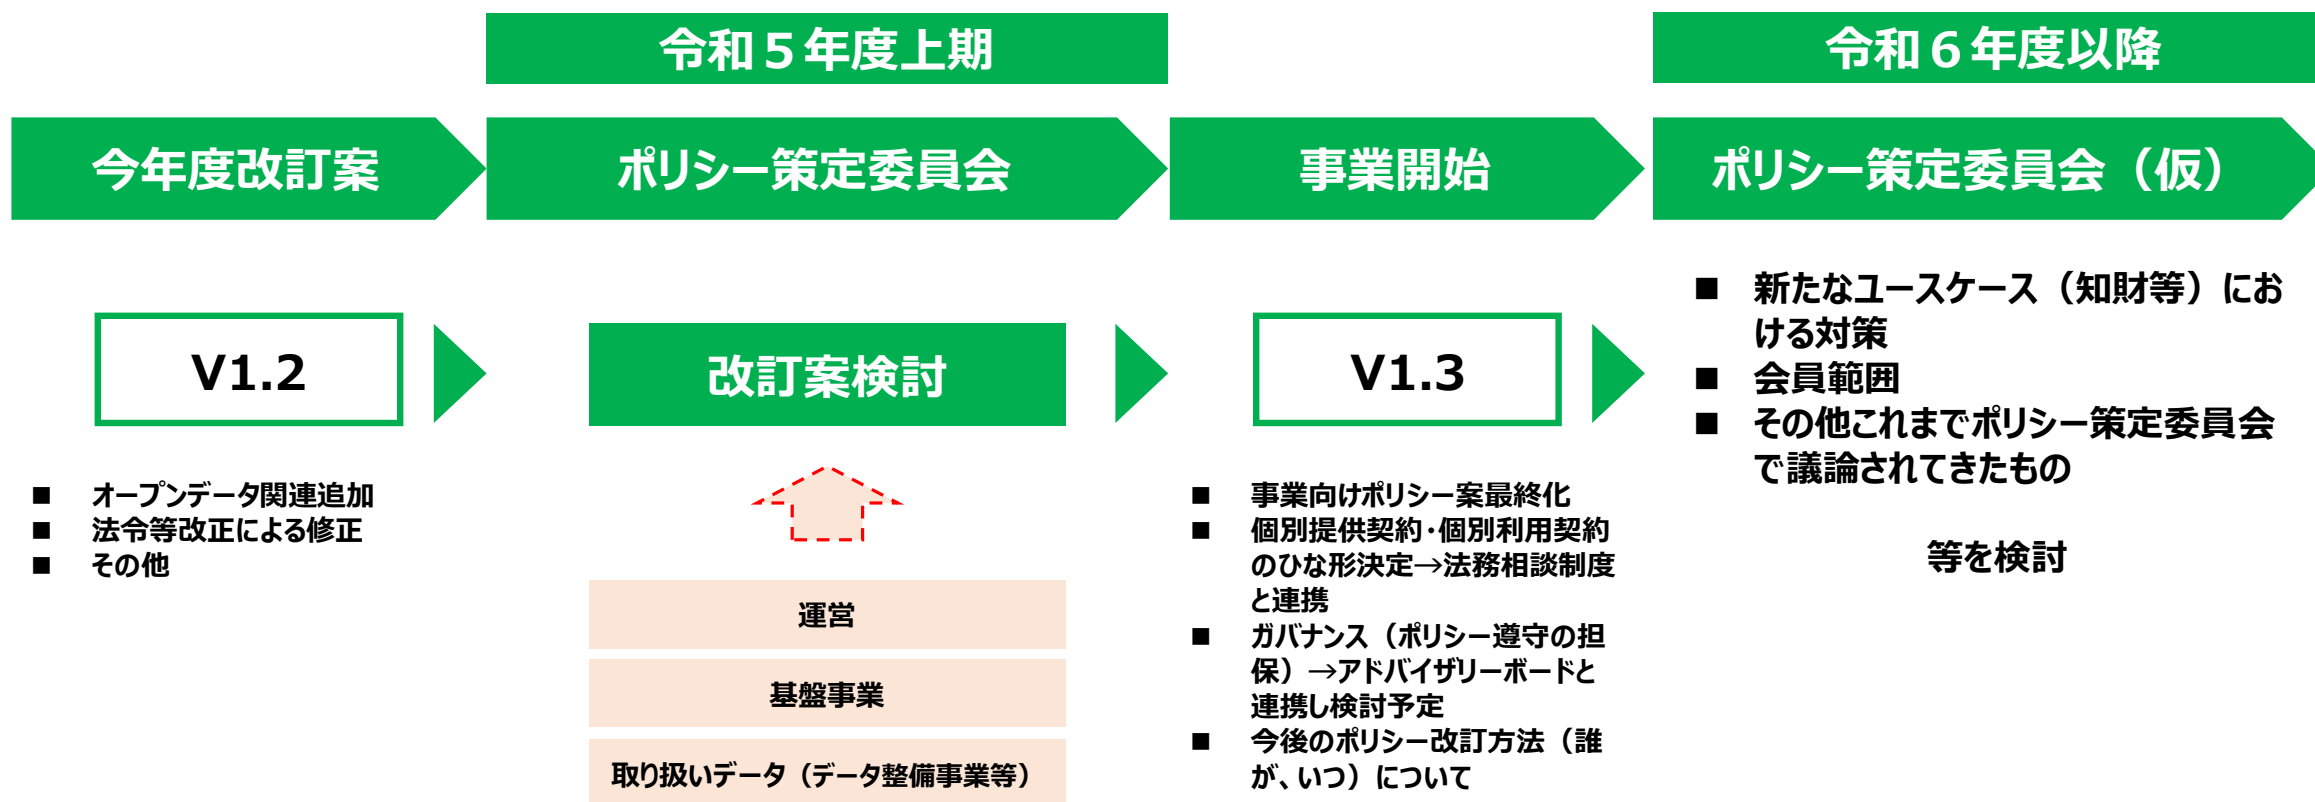 令和５年度上期
令和６年度以降
今年度改訂案
ポリシー策定委員会
事業開始
ポリシー策定委員会（仮）
V1.2
■ オープンデータ関連追加
■ 法令等改正による修正
■ その他
改訂案検討
運営
基盤事業
取り扱いデータ（データ整備事業等）
V1.3
■ 事業向けポリシー案最終化
■ 個別提供契約・個別利用契約
のひな形決定→法務相談制度
と連携
■ ガバナンス（ポリシー遵守の担
保）→アドバイザリーボードと
連携し検討予定
■ 今後のポリシー改訂方法（誰
が、いつ）について
■ 新たなユースケース（知財等）にお
ける対策
■ 会員範囲
■ その他これまでポリシー策定委員会
で議論されてきたもの
等を検討